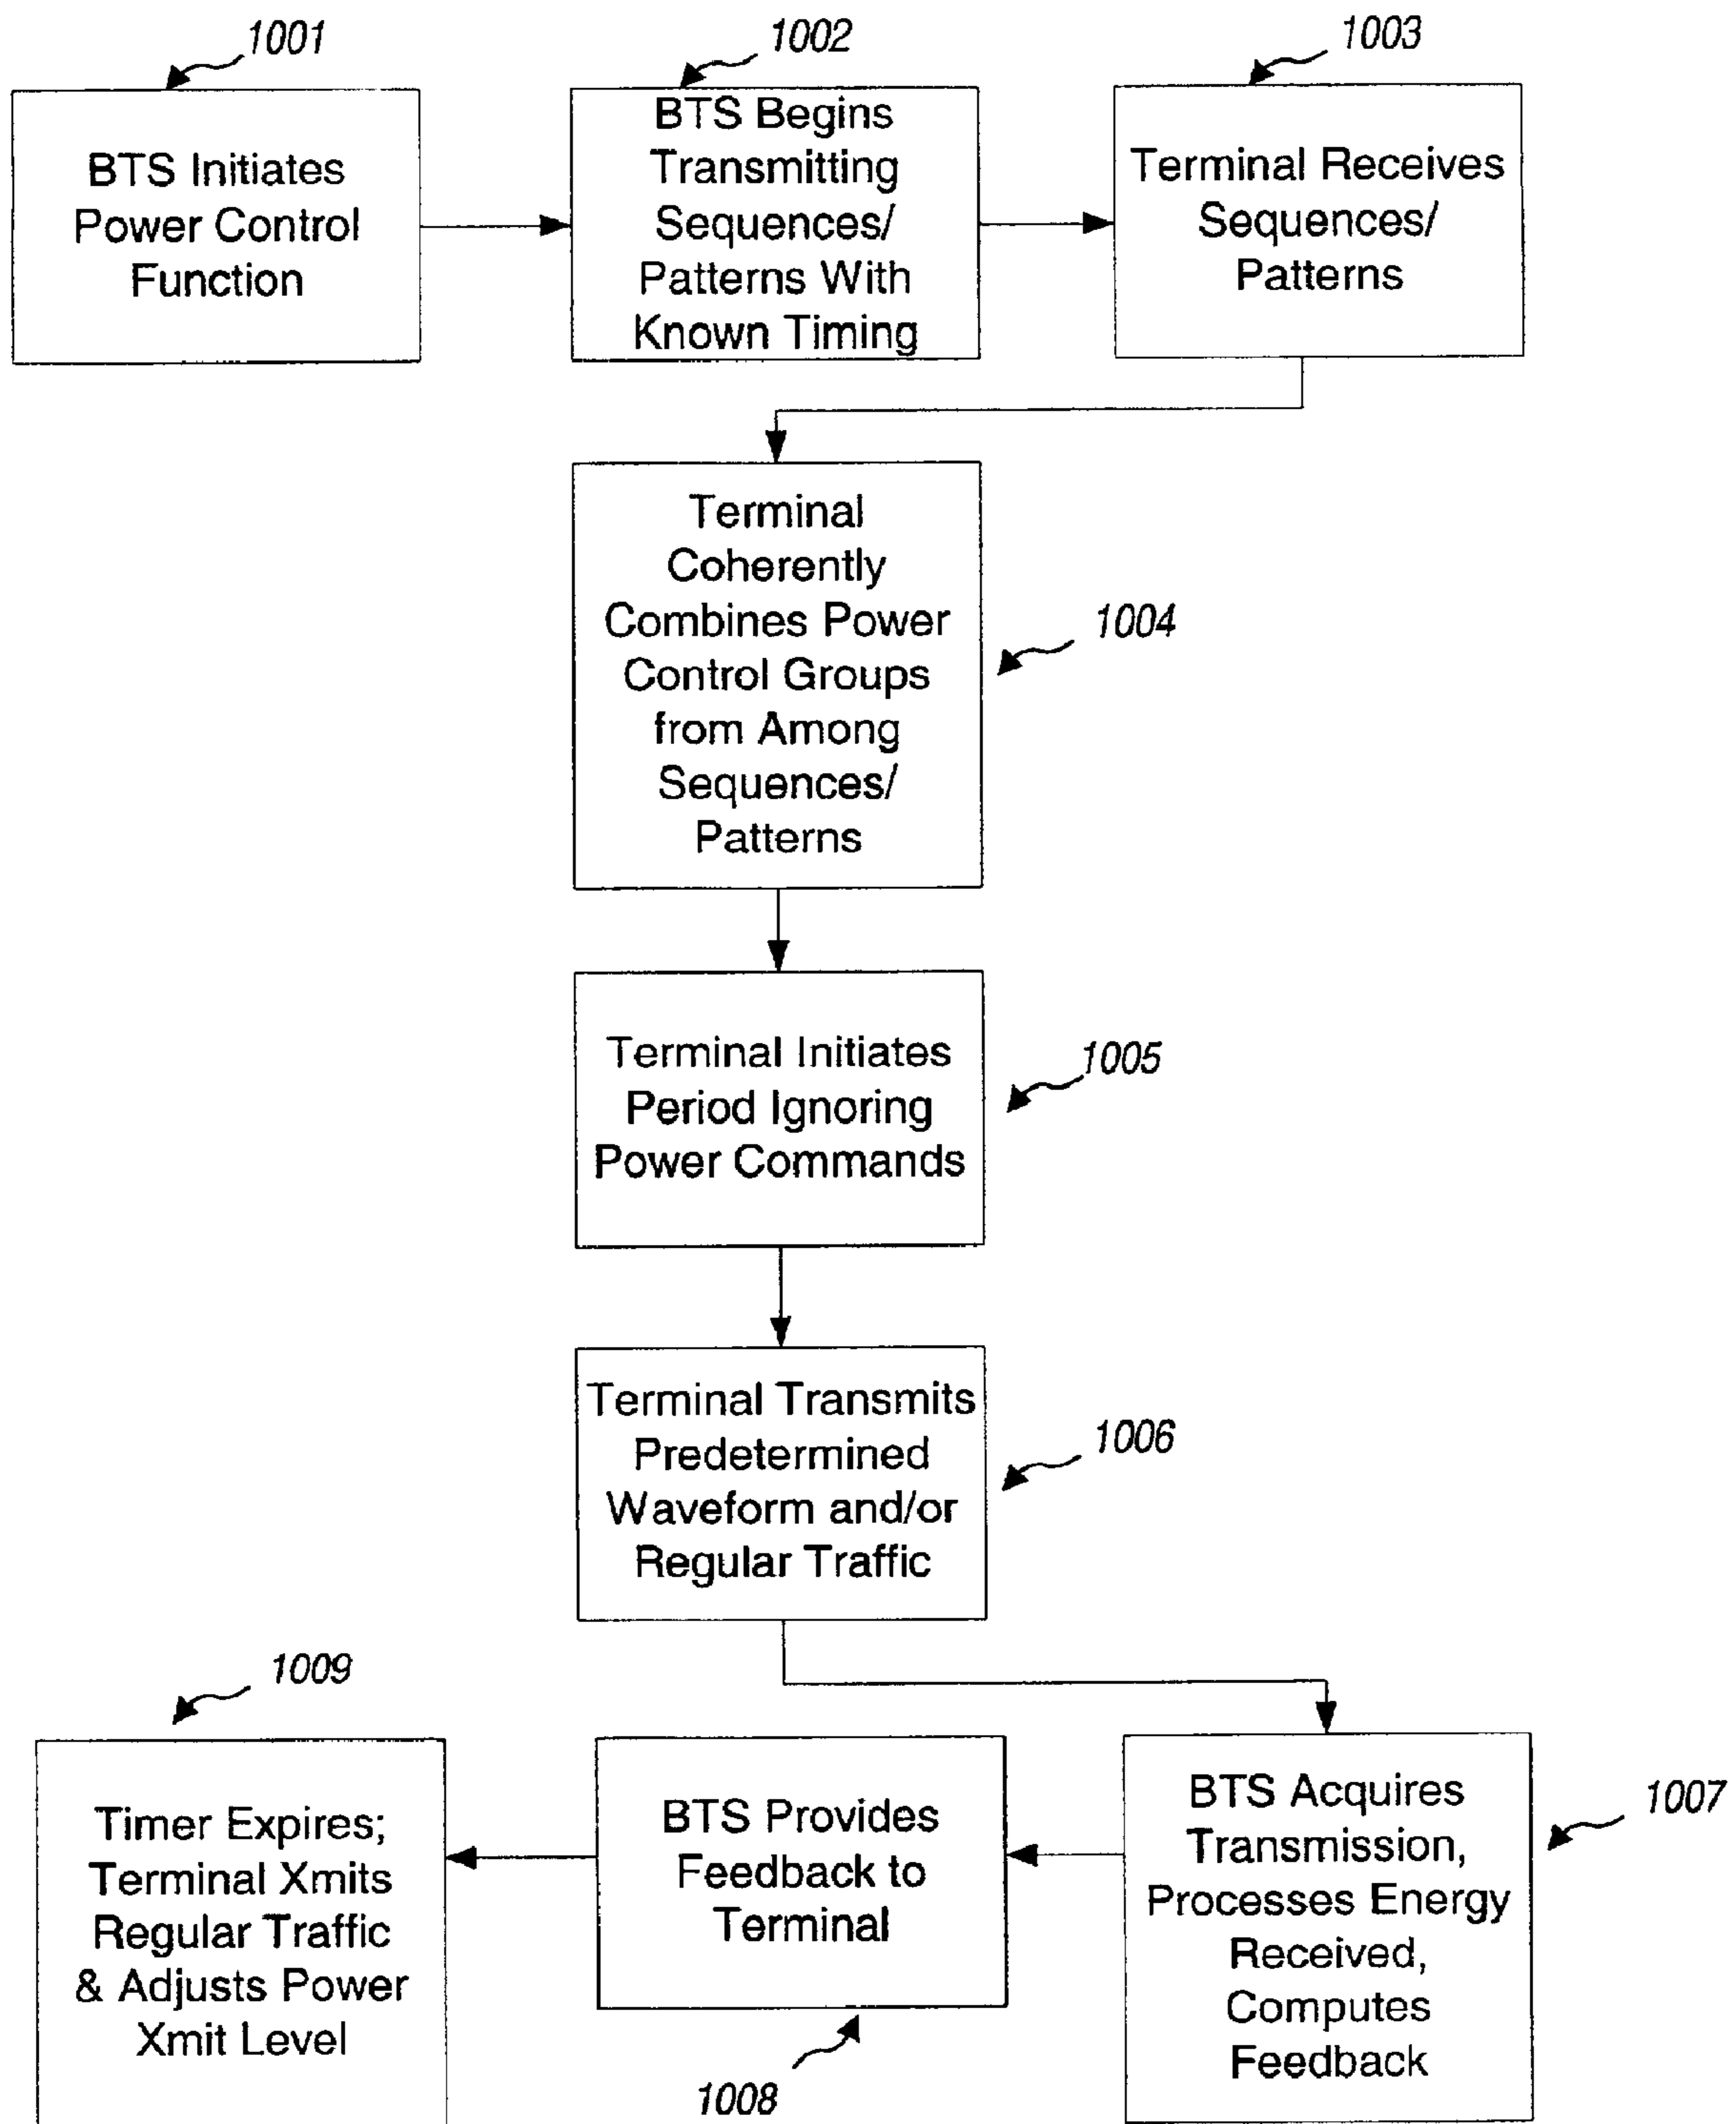 1001
BTS Initiates
Power Control
Function
1002
BTS Begins
Transmitting
Sequences/
Patterns With
Known Timing
1003
Terminal Receives
Sequences/
Patterns
Terminal
Coherently
Combines Power
Control Groups
from Among
Sequences/
Patterns
1004
Terminal Initiates
Period Ignoring
Power Commands
1005
Terminal Transmits
Predetermined
Waveform and/or
Regular Traffic
1006
BTS Acquires
Transmission,
Processes Energy
Received,
Computes
Feedback
1007
BTS Provides
Feedback to
Terminal
1008
1009
Timer Expires;
Terminal Xmits
Regular Traffic
& Adjusts Power
Xmit Level